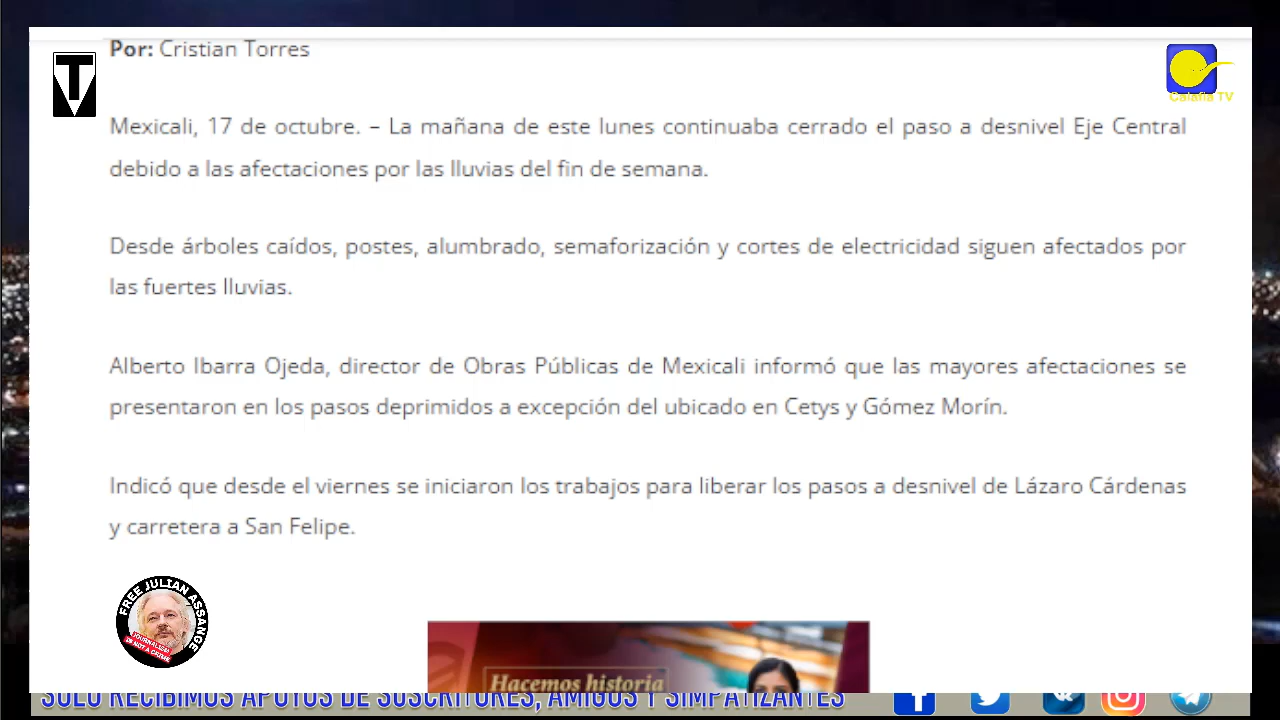 Por: Cristian Torres
T
Calafia TV
Mexicali, 17 de octubre. – La mañana de este lunes continuaba cerrado el paso a desnivel Eje Central
debido a las afectaciones por las lluvias del fin de semana.
Desde árboles caídos, postes, alumbrado, semaforización y cortes de electricidad siguen afectados por
las fuertes lluvias.
Alberto Ibarra Ojeda, director de Obras Públicas de Mexicali informó que las mayores afectaciones se
presentaron en los pasos deprimidos a excepción del ubicado en Cetys y Gómez Morín.
Indicó que desde el viernes se iniciaron los trabajos para liberar los pasos a desnivel de Lázaro Cárdenas
y carretera a San Felipe.
FREE JULIAN ASSANGE
JOURNALISM
IS NOT A CRIME
Hacemos historia
SOLO RECIBIMOS APOYOS DE SUSCRITORES, AMIGOS Y SIMPATIZANTES